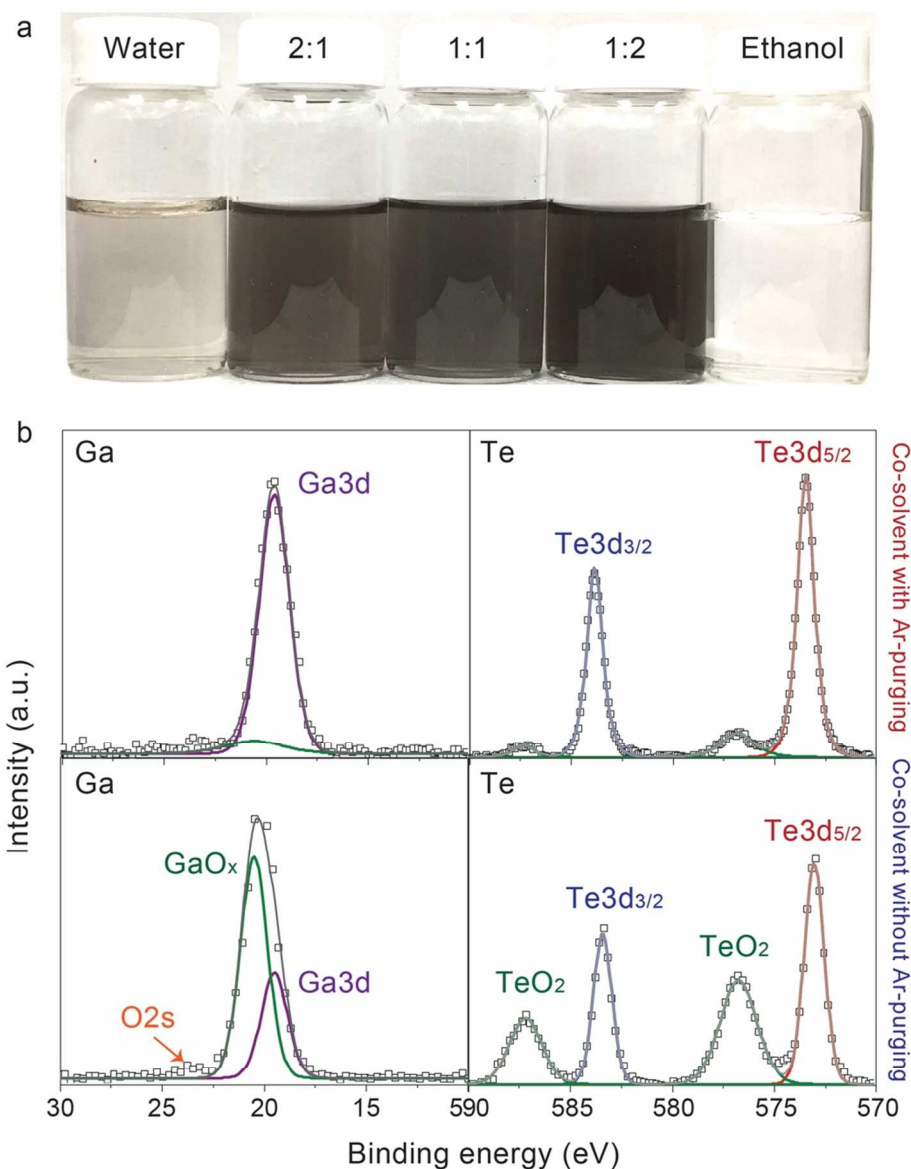 a
Water 2:1 1:1 1:2 Ethanol
b
Intensity (a.u.)
Ga
Ga3d
Te
Te3d3/2
Te3d5/2
Co-solvent with Ar-purging
Ga
GaOx
Ga3d
O2s
Te
TeO2
Te3d3/2
TeO2
Te3d5/2
Co-solvent without Ar-purging
30 25 20 15 590 585 580 575 570
Binding energy (eV)